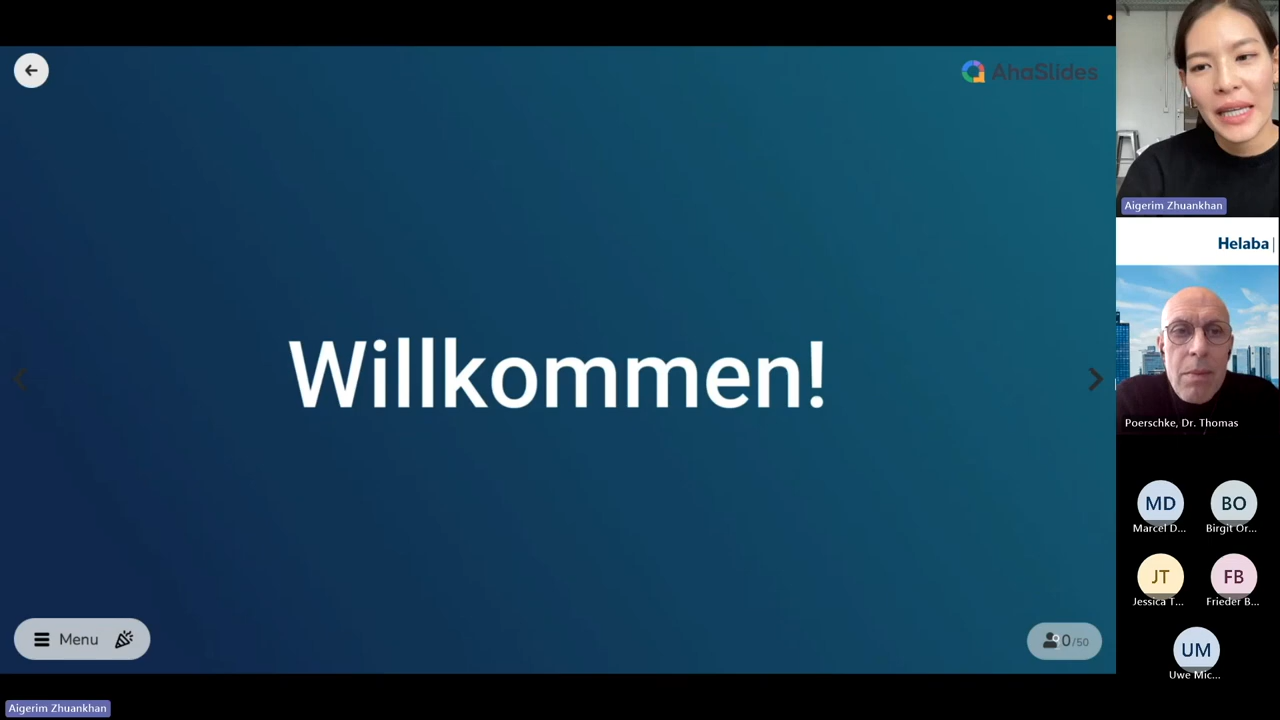 AhaSlides
Willkommen!
Menu
0/50
Aigerim Zhuankhan
Aigerim Zhuankhan
Helaba
Poerschke, Dr. Thomas
MD
BO
Marcel D...
Birgit Or...
JT
FB
Jessica T...
Frieder B...
UM
Uwe Mic...